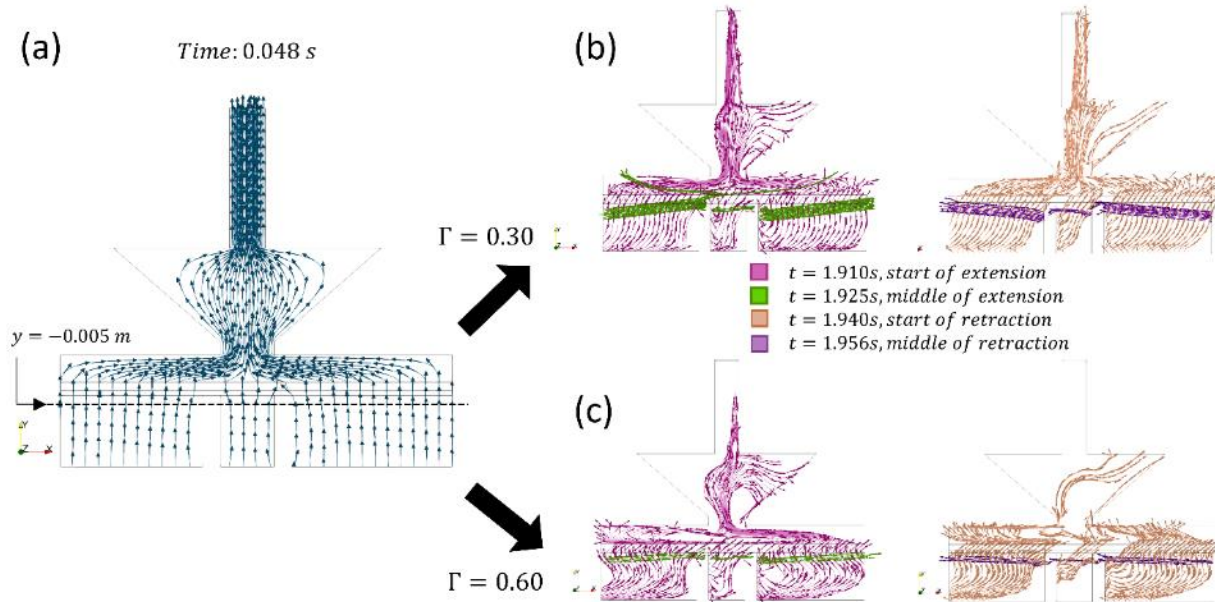 (a)
Time: 0.048 s
y = −0.005 m
Y
Z
X
Γ = 0.30
Γ = 0.60
(b)
t = 1.910s, start of extension
t = 1.925s, middle of extension
t = 1.940s, start of retraction
t = 1.956s, middle of retraction
(c)